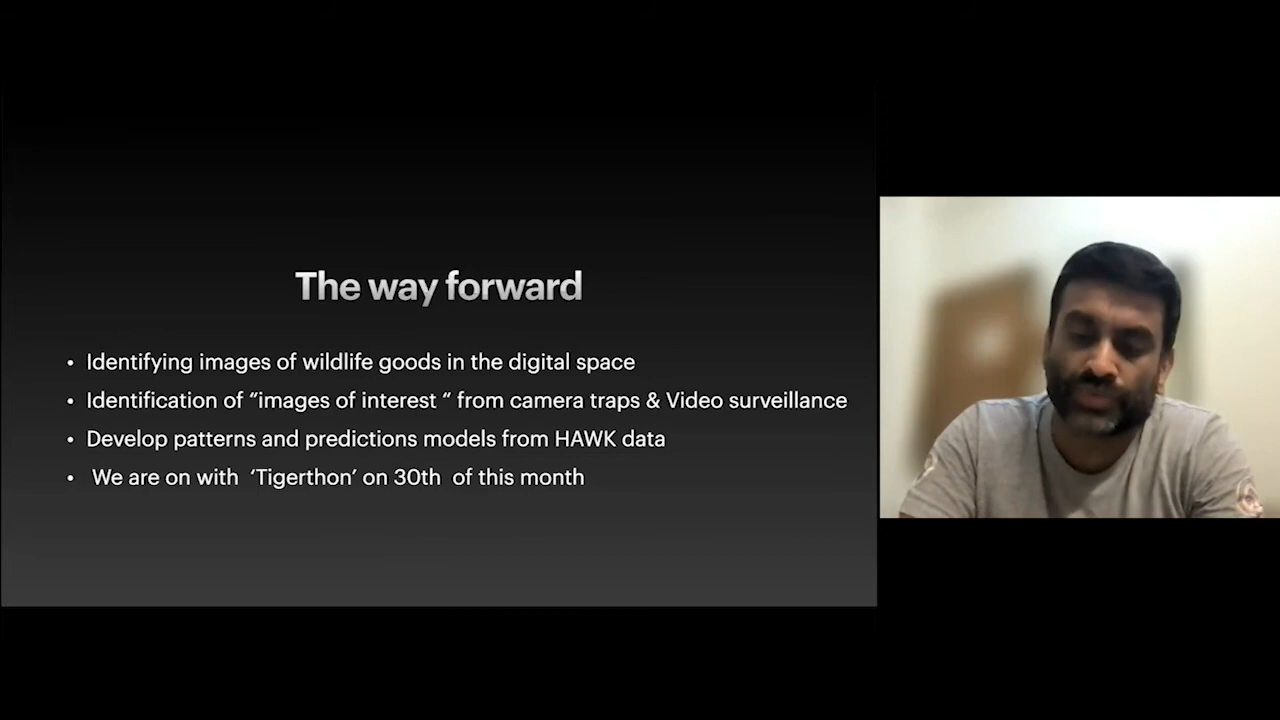 The way forward
• Identifying images of wildlife goods in the digital space
• Identification of “images of interest “ from camera traps & Video surveillance
• Develop patterns and predictions models from HAWK data
• We are on with ‘Tigerthon’ on 30th of this month